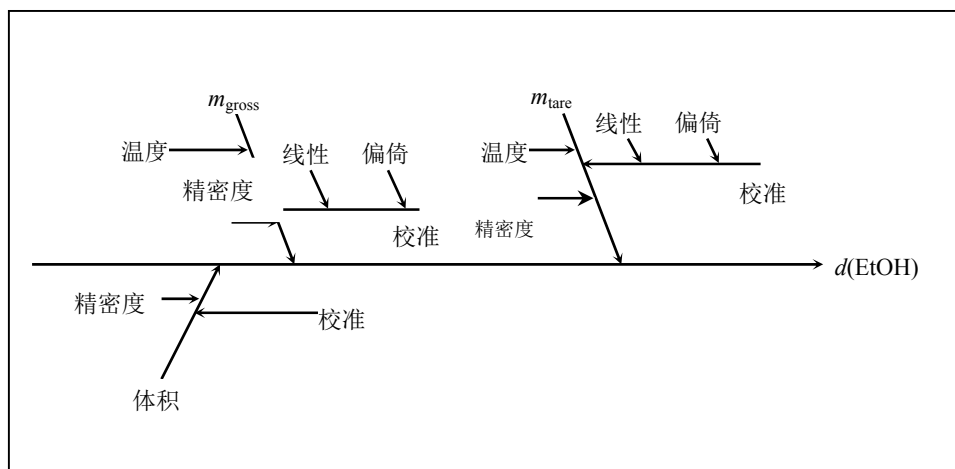 m_gross
m_tare
温度
线性
偏倚
精密度
校准
温度
线性
偏倚
精密度
校准
d(EtOH)
精密度
校准
体积